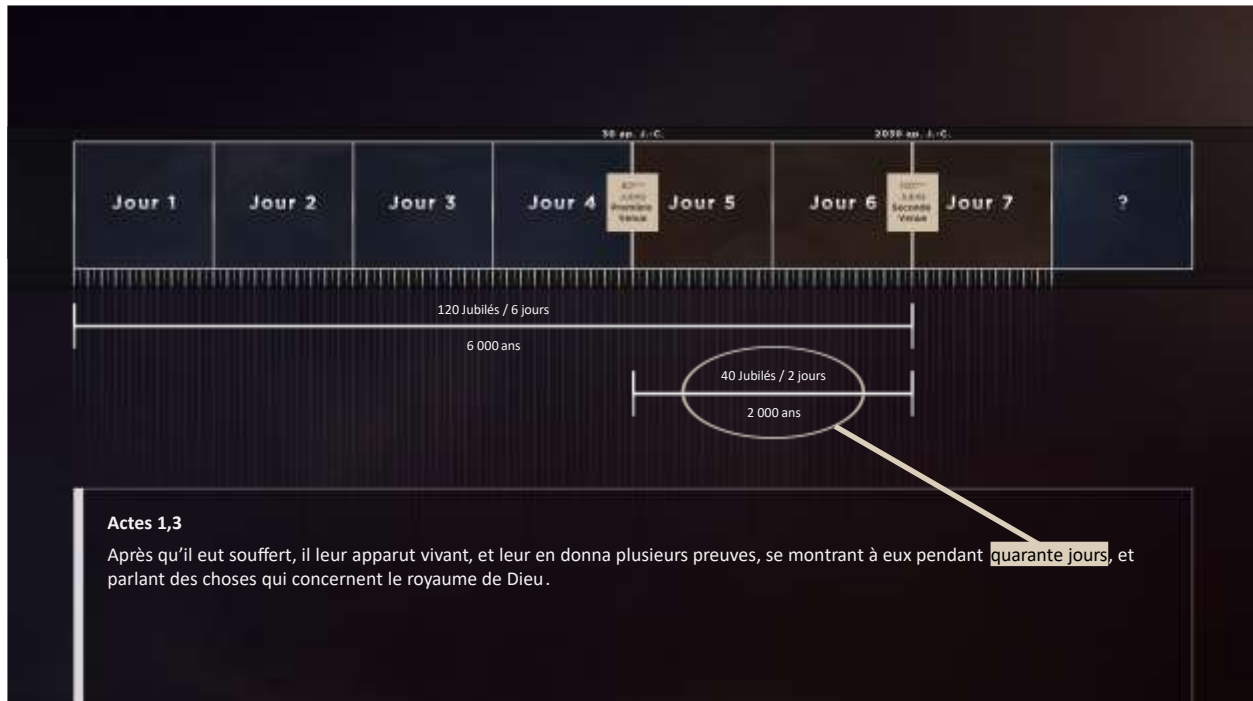 30 ap. J.-C.
2030 ap. J.-C.
Jour 1
Jour 2
Jour 3
Jour 4
Jubilé
Première
Venue
Jour 5
Jour 6
Jubilé
Seconde
Venue
Jour 7
?
120 Jubilés / 6 jours
6 000 ans
40 Jubilés / 2 jours
2 000 ans
Actes 1,3
Après qu’il eut souffert, il leur apparut vivant, et leur en donna plusieurs preuves, se montrant à eux pendant quarante jours, et
parlant des choses qui concernent le royaume de Dieu.